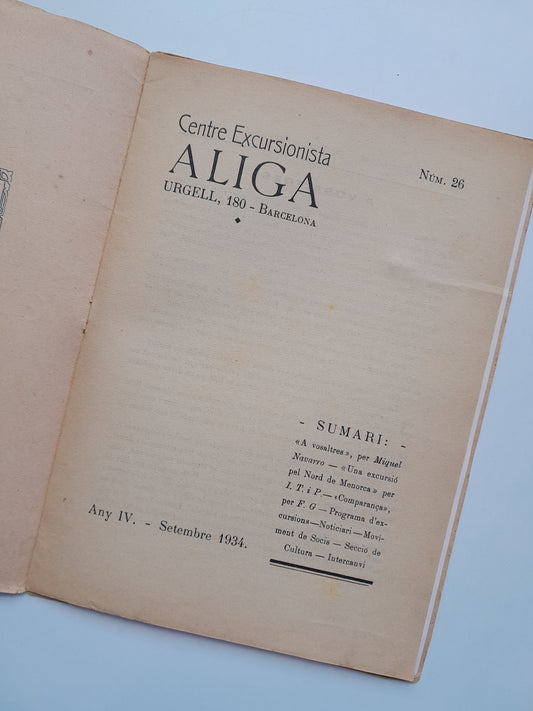 Centre Excursionista
ALIGA
URGELL, 180 - BARCELONA
NÚM. 26
- SUMARI: -
«A vosaltres», per Miquel
Navarro — «Una excursió
pel Nord de Menorca» per
I. T. i P.— «Comparança»,
per F. G — Programa d'ex-
cursions—Noticiari—Movi-
ment de Socis — Secció de
Cultura — Intercanvi
Any IV. - Setembre 1934.